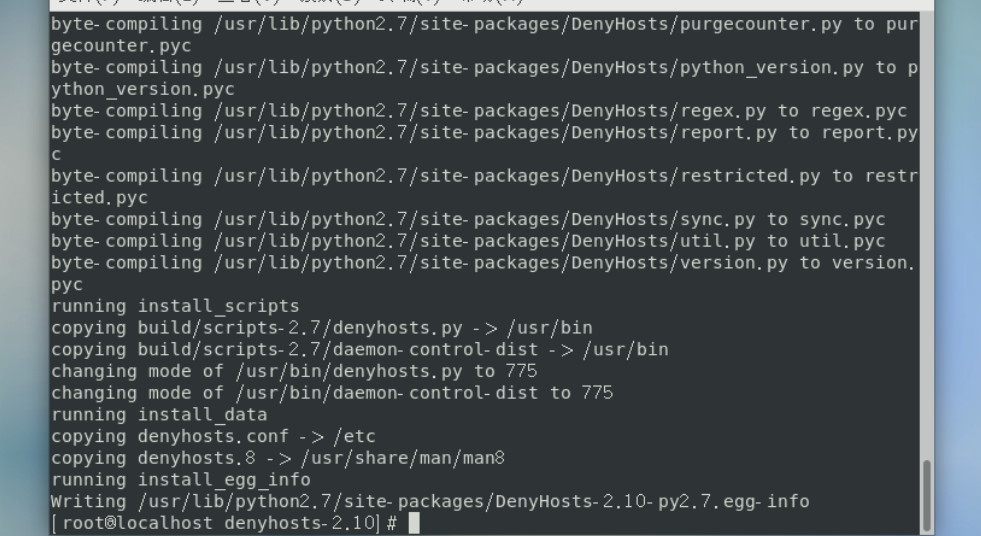 byte-compiling /usr/lib/python2.7/site-packages/DenyHosts/purgecounter.py to pur
gecounter.pyc
byte-compiling /usr/lib/python2.7/site-packages/DenyHosts/python_version.py to p
ython_version.pyc
byte-compiling /usr/lib/python2.7/site-packages/DenyHosts/regex.py to regex.pyc
byte-compiling /usr/lib/python2.7/site-packages/DenyHosts/report.py to report.py
c
byte-compiling /usr/lib/python2.7/site-packages/DenyHosts/restricted.py to restr
icted.pyc
byte-compiling /usr/lib/python2.7/site-packages/DenyHosts/sync.py to sync.pyc
byte-compiling /usr/lib/python2.7/site-packages/DenyHosts/util.py to util.pyc
byte-compiling /usr/lib/python2.7/site-packages/DenyHosts/version.py to version.
pyc
running install_scripts
copying build/scripts-2.7/denyhosts.py -> /usr/bin
copying build/scripts-2.7/daemon-control-dist -> /usr/bin
changing mode of /usr/bin/denyhosts.py to 775
changing mode of /usr/bin/daemon-control-dist to 775
running install_data
copying denyhosts.conf -> /etc
copying denyhosts.8 -> /usr/share/man/man8
running install_egg_info
Writing /usr/lib/python2.7/site-packages/DenyHosts-2.10-py2.7.egg-info
[root@localhost denyhosts-2.10]#